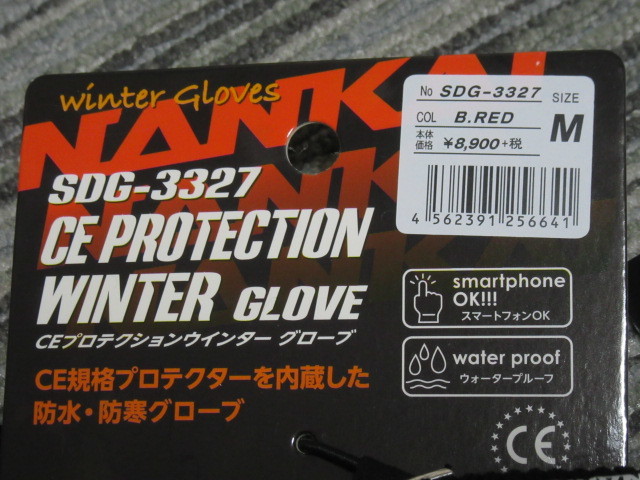 winter Gloves
NANKAI
SDG-3327
CE PROTECTION
WINTER GLOVE
CEプロテクションウインター グローブ
CE規格プロテクターを内蔵した
防水・防寒グローブ
No SDG-3327
COL B.RED
本体価格 ¥8,900+税
SIZE
M
4 562391 256641
smartphone
OK!!!
スマートフォンOK
water proof
ウォータープルーフ
CE